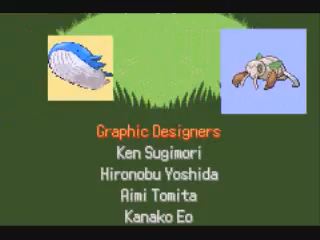 Graphic Designers
Ken Sugimori
Hironobu Yoshida
Aimi Tomita
Kanako Eo